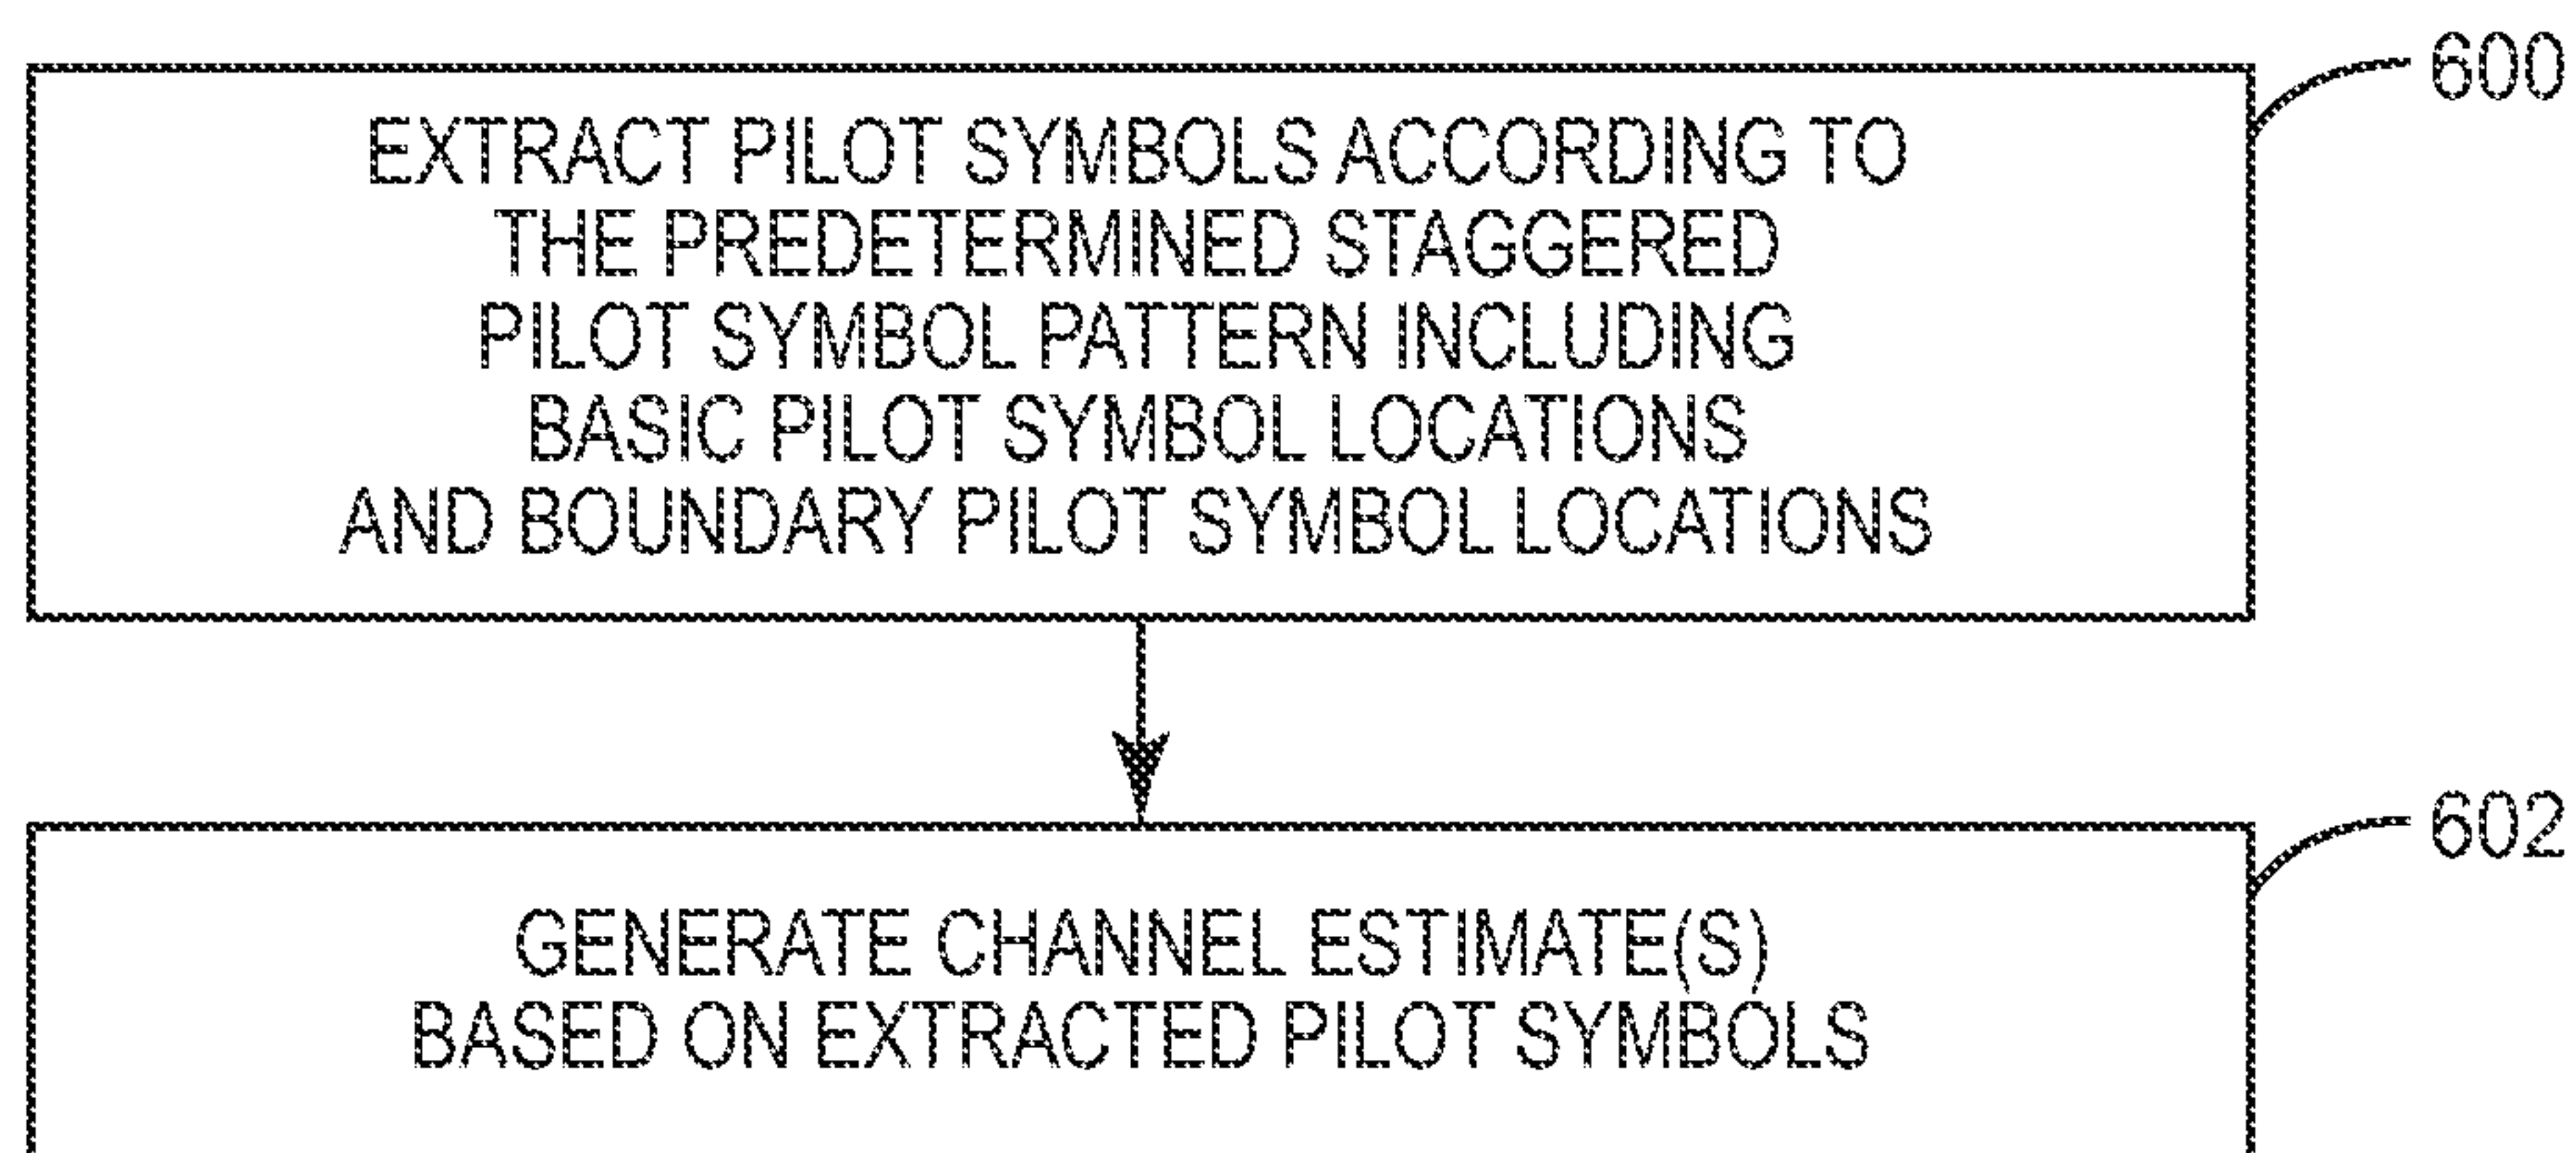 600
EXTRACT PILOT SYMBOLS ACCORDING TO
THE PREDETERMINED STAGGERED
PILOT SYMBOL PATTERN INCLUDING
BASIC PILOT SYMBOL LOCATIONS
AND BOUNDARY PILOT SYMBOL LOCATIONS
602
GENERATE CHANNEL ESTIMATE(S)
BASED ON EXTRACTED PILOT SYMBOLS